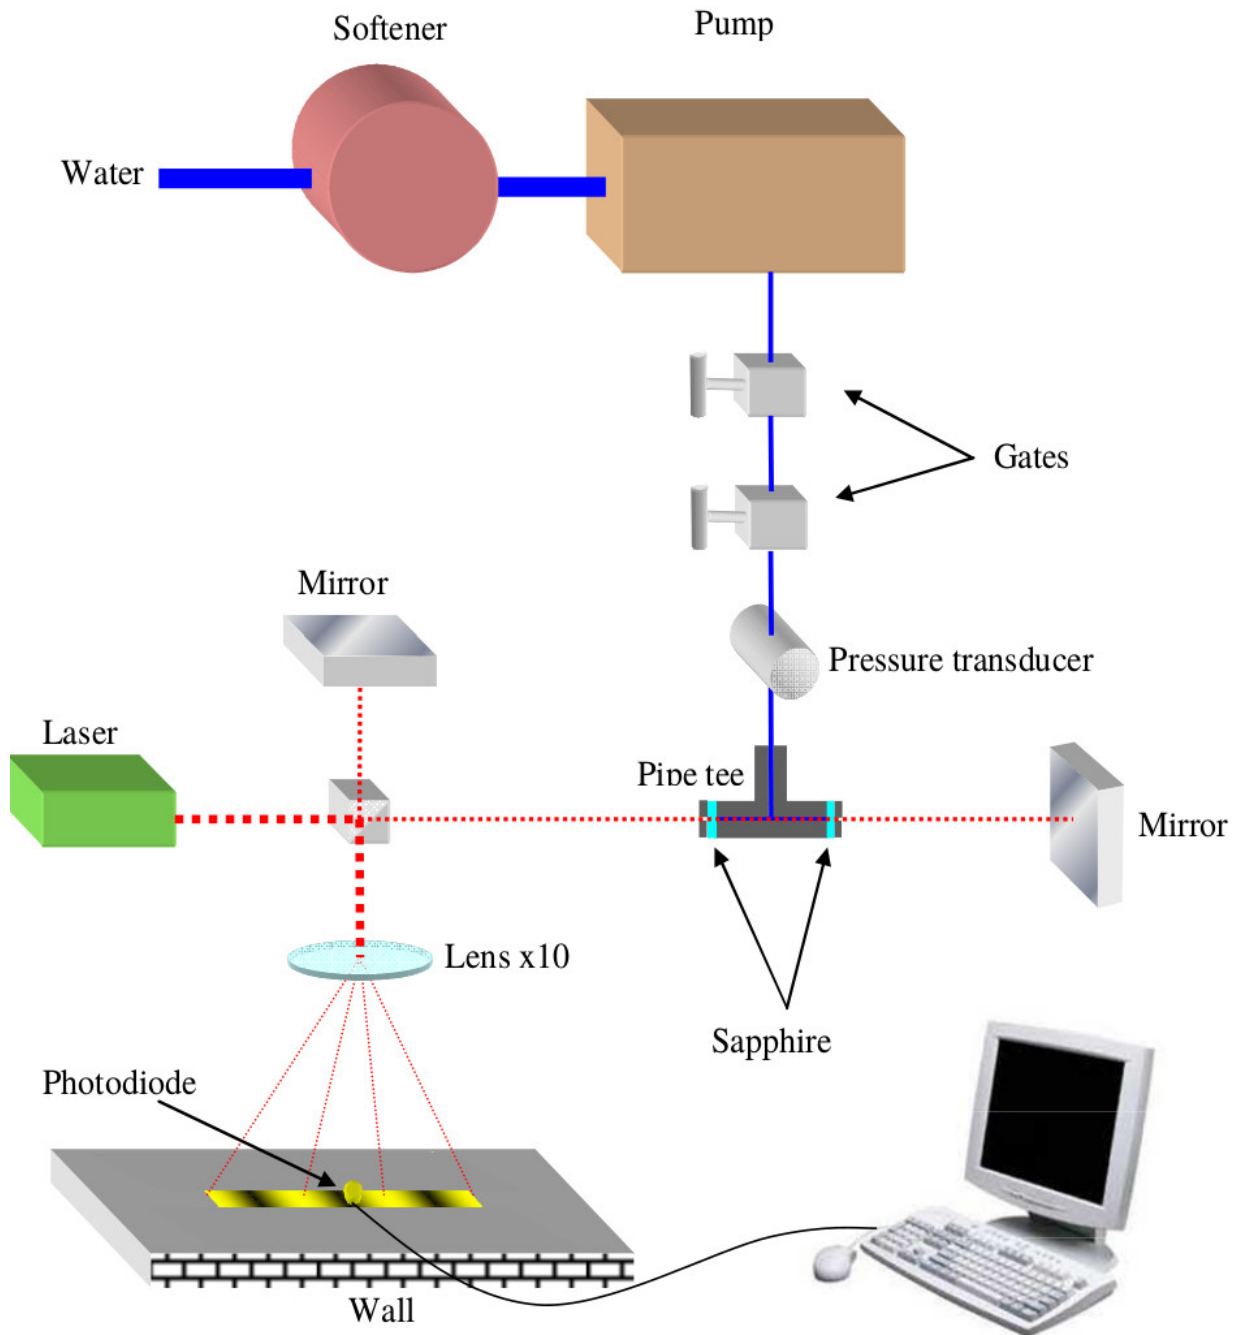 Softener
Pump
Water
Gates
Mirror
Pressure transducer
Laser
Pipe tee
Mirror
Lens x10
Sapphire
Photodiode
Wall